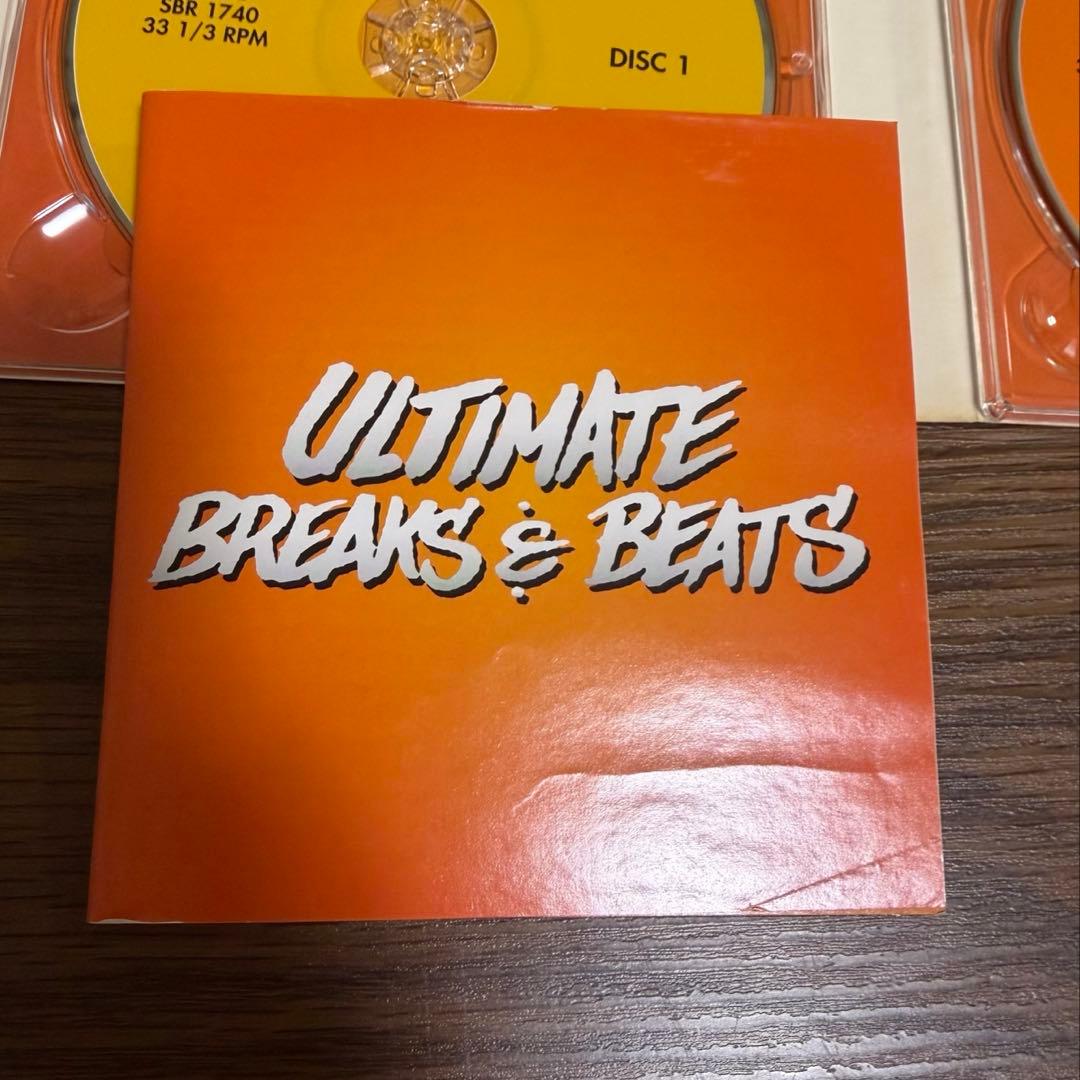 SBR 1740
33 1/3 RPM
DISC 1
ULTIMATE
BREAKS & BEATS